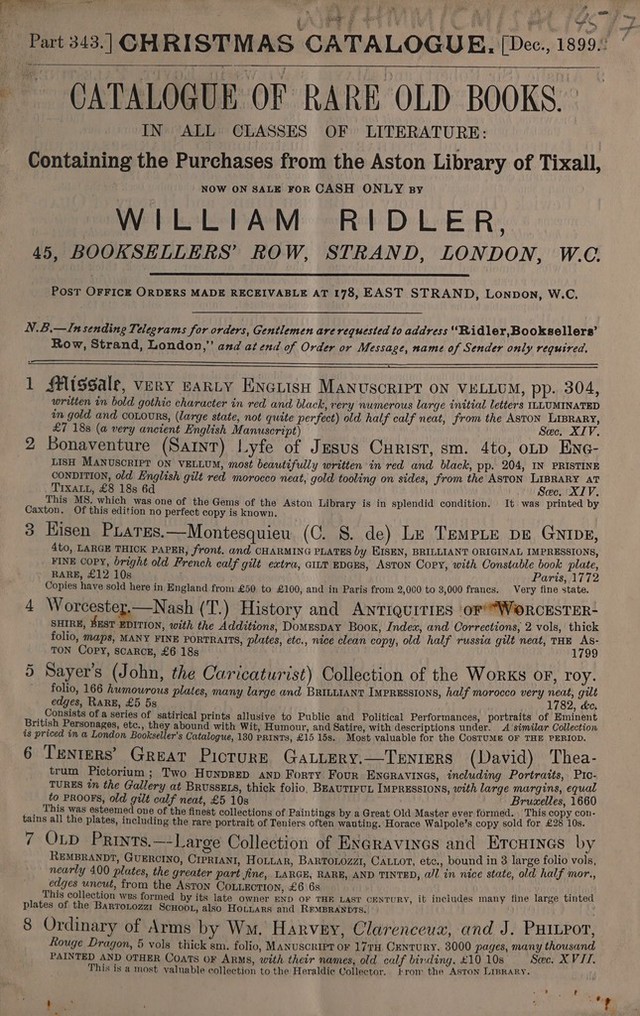 WA/HMM/CM/SAL/45/7
Part 343.] CHRISTMAS CATALOGUE. [Dec., 1899.
CATALOGUE OF RARE OLD BOOKS.
IN ALL CLASSES OF LITERATURE:
Containing the Purchases from the Aston Library of Tixall,
NOW ON SALE FOR CASH ONLY BY
WILLIAM RIDLER,
45, BOOKSELLERS' ROW, STRAND, LONDON, W.C.
POST OFFICE ORDERS MADE RECEIVABLE AT 178, EAST STRAND, LONDON, W.C.
N.B.—In sending Telegrams for orders, Gentlemen are requested to address "Ridler, Booksellers'
Row, Strand, London," and at end of Order or Message, name of Sender only required.
1 Missale, VERY EARLY ENGLISH MANUSCRIPT ON VELLUM, pp. 304,
written in bold gothic character in red and black, very numerous large initial letters ILLUMINATED
in gold and COLOURS, (large state, not quite perfect) old half calf neat, from the ASTON LIBRARY,
£7 18s (a very ancient English Manuscript) Sæc. XIV.
2 Bonaventure (SAINT) Lyfe of JESUS CHRIST, sm. 4to, OLD ENG-
LISH MANUSCRIPT ON VELLUM, most beautifully written in red and black, pp. 204, IN PRISTINE
CONDITION, old English gilt red morocco neat, gold tooling on sides, from the ASTON LIBRARY AT
TIXALL, £8 18s 6d Sæc. XIV.
This MS. which was one of the Gems of the Aston Library is in splendid condition. It was printed by
Caxton. Of this edition no perfect copy is known.
3 Eisen PLATES.—Montesquieu (C. S. de) LE TEMPLE DE GNIDE,
4to, LARGE THICK PAPER, front. and CHARMING PLATES by EISEN, BRILLIANT ORIGINAL IMPRESSIONS,
FINE COPY, bright old French calf gilt extra, GILT EDGES, ASTON COPY, with Constable book plate,
RARE, £12 10s Paris, 1772
Copies have sold here in England from £50 to £100, and in Paris from 2,000 to 3,000 francs. Very fine state.
4 Worcester.—Nash (T.) History and ANTIQUITIES OF WORCESTER-
SHIRE, BEST EDITION, with the Additions, DOMESDAY BOOK, Index, and Corrections, 2 vols, thick
folio, maps, MANY FINE PORTRAITS, plates, etc., nice clean copy, old half russia gilt neat, THE AS-
TON COPY, SCARCE, £6 18s 1799
5 Sayer's (John, the Caricaturist) Collection of the WORKS OF, roy.
folio, 166 humourous plates, many large and BRILLIANT IMPRESSIONS, half morocco very neat, gilt
edges, RARE, £5 5s 1782, &c.
Consists of a series of satirical prints allusive to Public and Political Performances, portraits of Eminent
British Personages, etc., they abound with Wit, Humour, and Satire, with descriptions under. A similar Collection
is priced in a London Bookseller's Catalogue, 130 PRINTS, £15 15s. Most valuable for the COSTUME OF THE PERIOD.
6 TENIERS' GREAT PICTURE GALLERY.—TENIERS (David) Thea-
trum Pictorium; TWO HUNDRED AND FORTY FOUR ENGRAVINGS, including Portraits, PIC-
TURES in the Gallery at BRUSSELS, thick folio, BEAUTIFUL IMPRESSIONS, with large margins, equal
to PROOFS, old gilt calf neat, £5 10s Bruxelles, 1660
This was esteemed one of the finest collections of Paintings by a Great Old Master ever formed. This copy con-
tains all the plates, including the rare portrait of Teniers often wanting. Horace Walpole's copy sold for £28 10s.
7 OLD PRINTS.—Large Collection of ENGRAVINGS and ETCHINGS by
REMBRANDT, GUERCINO, CIPRIANI, HOLLAR, BARTOLOZZI, CALLOT, etc., bound in 3 large folio vols,
nearly 400 plates, the greater part fine, LARGE, RARE, AND TINTED, all in nice state, old half mor.,
edges uncut, from the ASTON COLLECTION, £6 6s
This collection was formed by its late owner END OF THE LAST CENTURY, it includes many fine large tinted
plates of the BARTOLOZZI SCHOOL, also HOLLARS and REMBRANDTS.
8 Ordinary of Arms by WM. HARVEY, Clarenceux, and J. PHILPOT,
Rouge Dragon, 5 vols thick sm. folio, MANUSCRIPT OF 17TH CENTURY. 3000 pages, many thousand
PAINTED AND OTHER COATS OF ARMS, with their names, old calf binding, £10 10s Sæc. XVII.
This is a most valuable collection to the Heraldic Collector. From the ASTON LIBRARY.